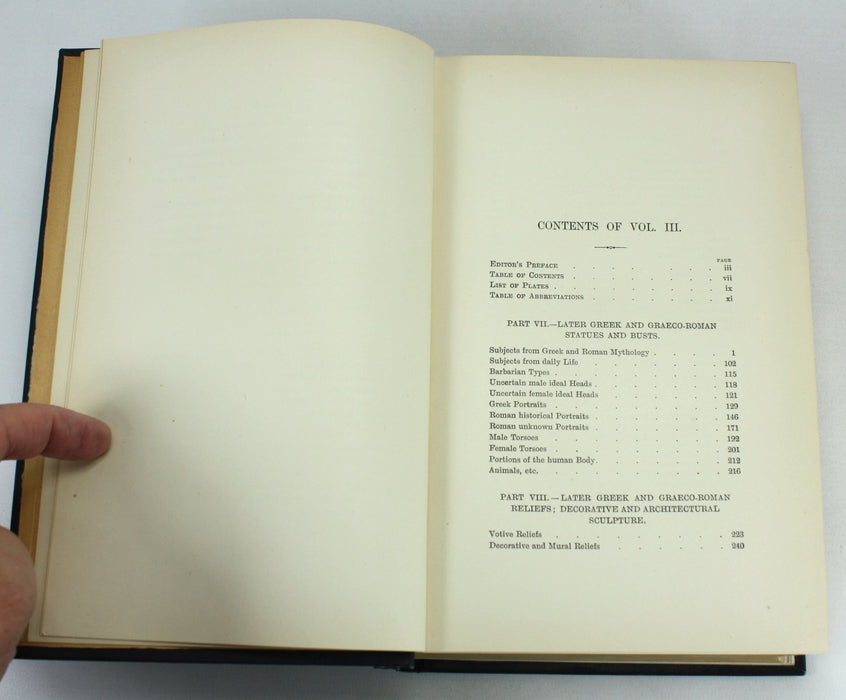 CONTENTS OF VOL. III.
PAGE
EDITOR'S PREFACE . . . . . . . . iii
TABLE OF CONTENTS . . . . . . . . vii
LIST OF PLATES . . . . . . . . . ix
TABLE OF ABBREVIATIONS . . . . . . . xi
PART VII.—LATER GREEK AND GRAECO-ROMAN
STATUES AND BUSTS.
Subjects from Greek and Roman Mythology . . . . 1
Subjects from daily Life . . . . . . . 102
Barbarian Types . . . . . . . . . 115
Uncertain male ideal Heads . . . . . . . 118
Uncertain female ideal Heads . . . . . . 121
Greek Portraits . . . . . . . . . 129
Roman historical Portraits . . . . . . . 146
Roman unknown Portraits . . . . . . . 171
Male Torsoes . . . . . . . . . 192
Female Torsoes . . . . . . . . . 201
Portions of the human Body . . . . . . . 212
Animals, etc. . . . . . . . . . 216
PART VIII.—LATER GREEK AND GRAECO-ROMAN
RELIEFS; DECORATIVE AND ARCHITECTURAL
SCULPTURE.
Votive Reliefs . . . . . . . . . 223
Decorative and Mural Reliefs . . . . . . 240